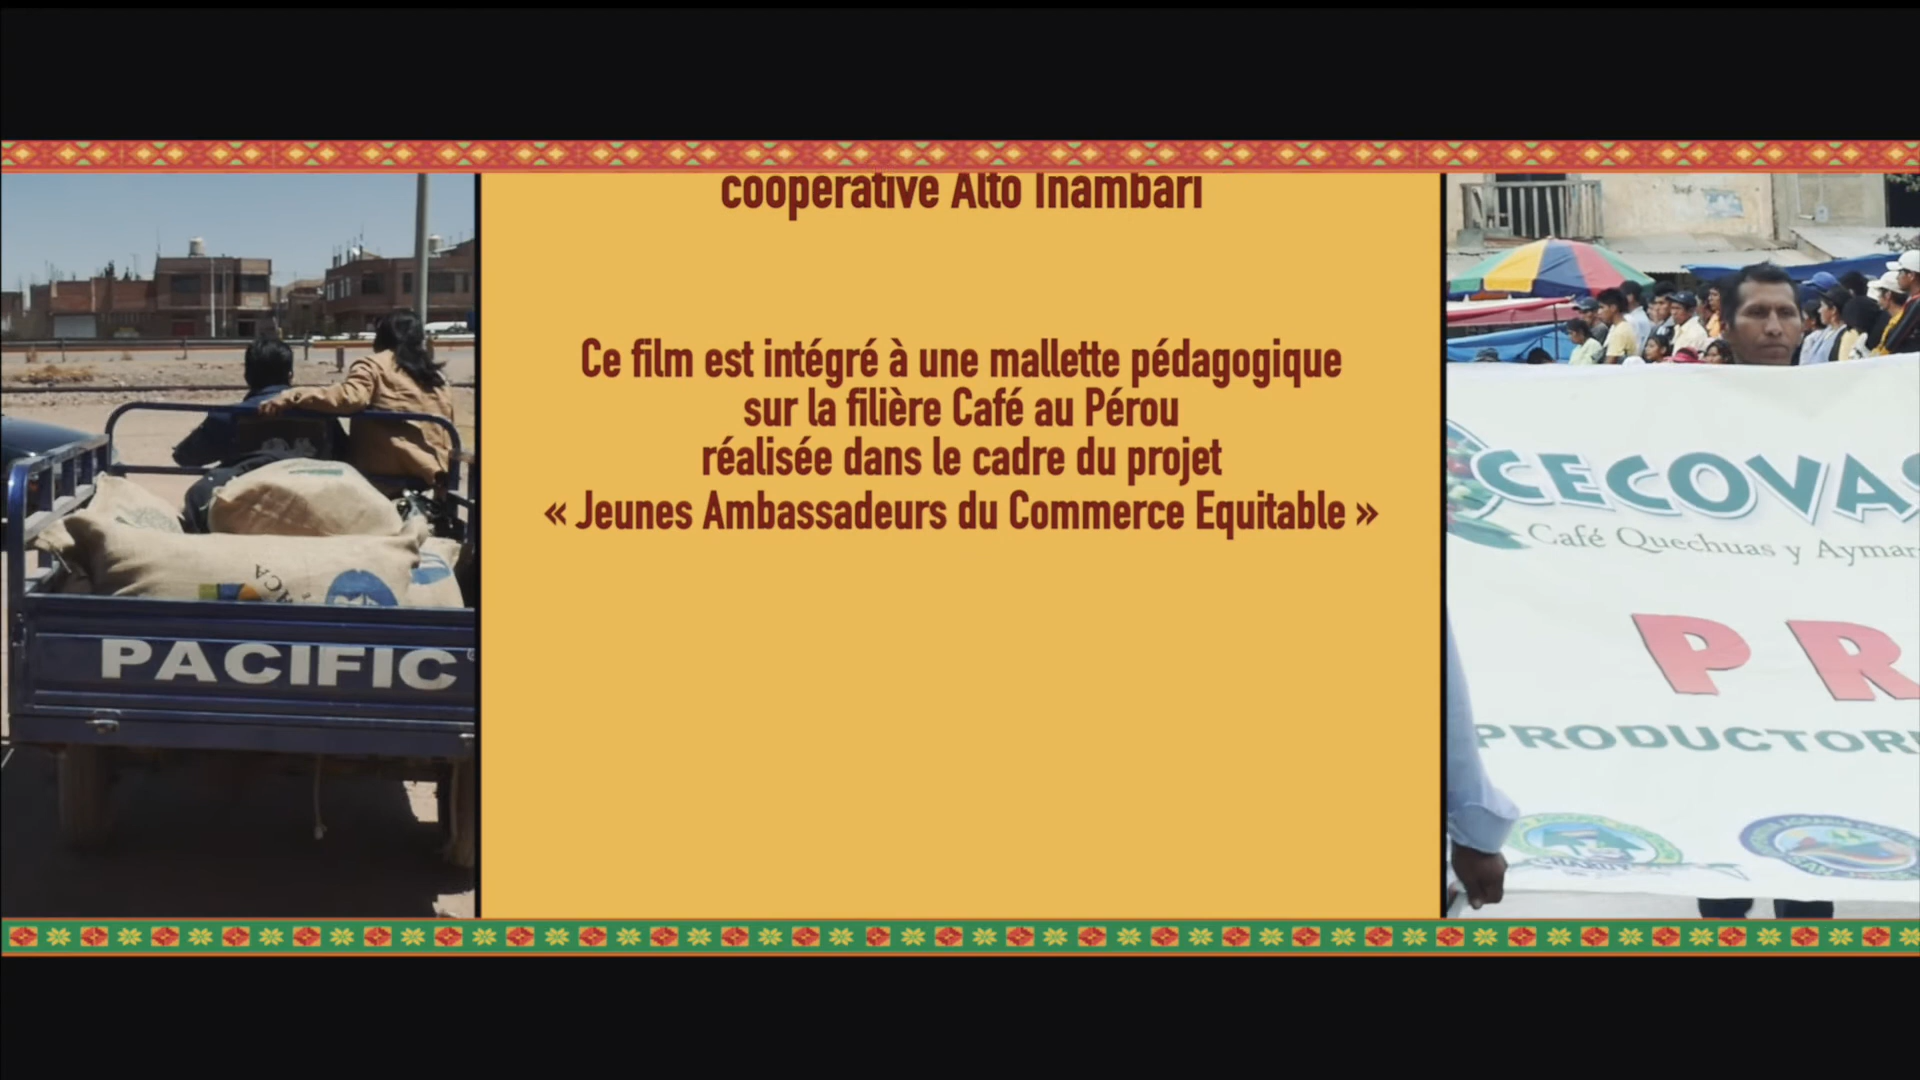 coopérative Alto Inambari
Ce film est intégré à une mallette pédagogique
sur la filière Café au Pérou
réalisée dans le cadre du projet
« Jeunes Ambassadeurs du Commerce Equitable »
PACIFIC
CECOVAS
Café Quechuas y Aymar
P R
PRODUCTOR